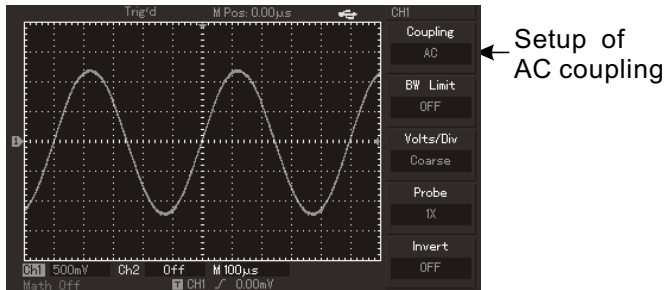 Trig'd M Pos: 0.00μs CH1
Coupling
AC
Setup of
AC coupling
BW Limit
OFF
1
Volts/Div
Coarse
Probe
1X
Invert
OFF
Ch1 500mV Ch2 Off M 100μs
Math Off T CH1 0.00mV